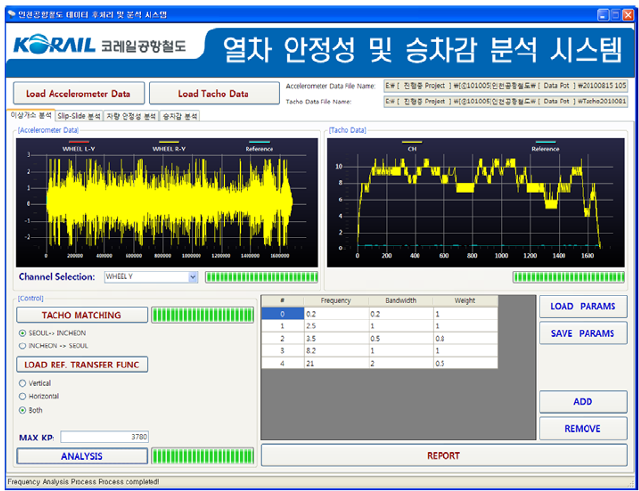 인천공항철도 데이터 후처리 및 분석 시스템
KORAIL 코레일공항철도
열차 안정성 및 승차감 분석 시스템
Load Accelerometer Data
Load Tacho Data
Accelerometer Data File Name:
E:₩ [ 진행중 Project ] ₩[@101005]인천공항철도₩ [ Data Pot ] ₩20100815 105
Tacho Data File Name:
E:₩ [ 진행중 Project ] ₩[@101005]인천공항철도₩ [ Data Pot ] ₩Tacho2010081
이상개소 분석 Slip-Slide 분석 차량 안정성 분석 승차감 분석
[Accelerometer Data]
WHEEL L-Y WHEEL R-Y Reference
3
2
1
0
-1
-2
0 200000 400000 600000 800000 1000000 1200000 1400000 1600000 1800000
Channel Selection: WHEEL Y
[Tacho Data]
CH Reference
10
8
6
4
2
0
0 200 400 600 800 1000 1200 1400 1600 1800
[Control]
TACHO MATCHING
SEOUL-> INCHEON
INCHEON -> SEOUL
LOAD REF. TRANSFER FUNC
Vertical
Horizontal
Both
MAX KP: 3780
ANALYSIS
# Frequency Bandwidth Weight
0 0.2 0.2 1
1 2.5 1 1
2 3.5 0.5 0.8
3 8.2 1 1
4 21 2 0.5
LOAD PARAMS
SAVE PARAMS
ADD
REMOVE
REPORT
Frequency Analysis Process Process completed!